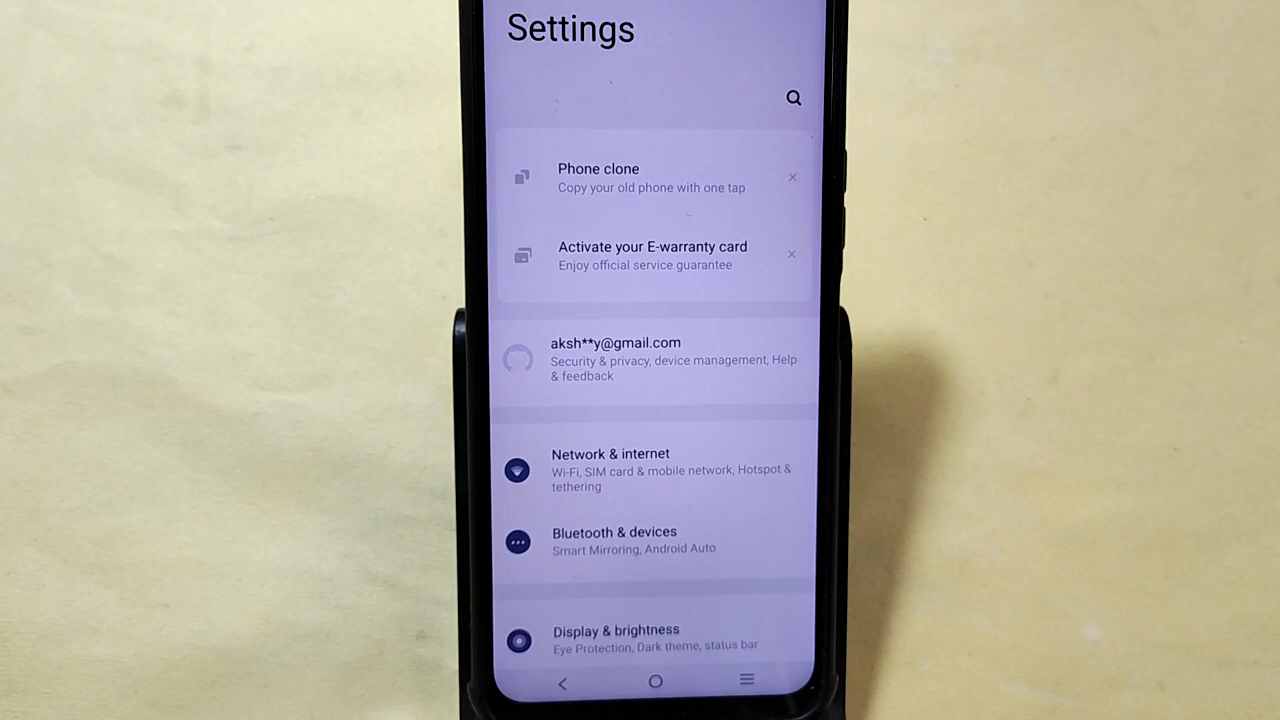 Settings
Phone clone
Copy your old phone with one tap
Activate your E-warranty card
Enjoy official service guarantee
aksh**y@gmail.com
Security & privacy, device management, Help
& feedback
Network & internet
Wi-Fi, SIM card & mobile network, Hotspot &
tethering
Bluetooth & devices
Smart Mirroring, Android Auto
Display & brightness
Eye Protection, Dark theme, status bar